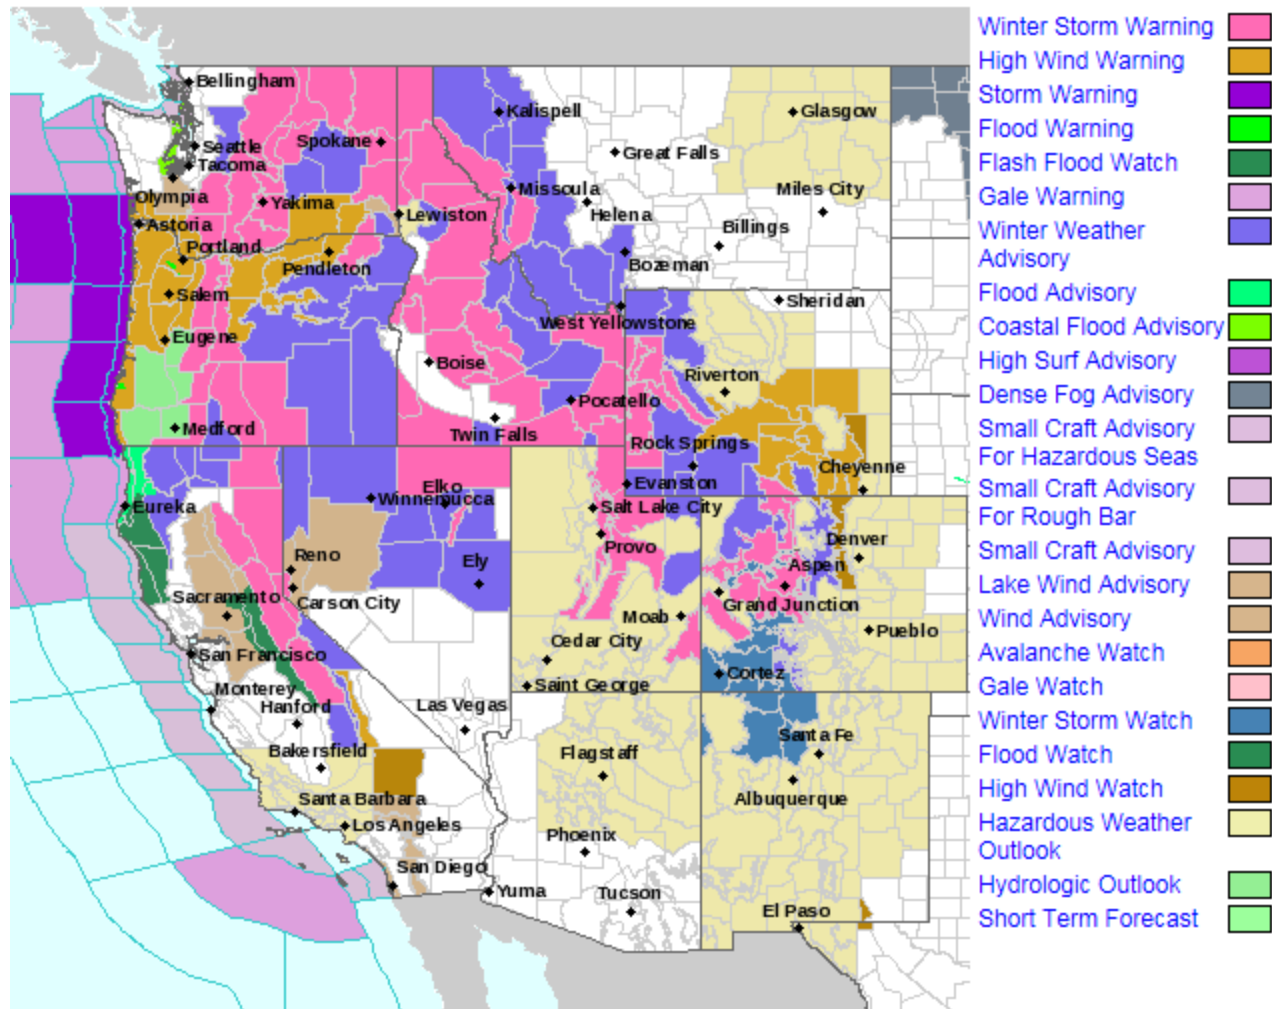 Bellingham
Kalispell
Glasgow
Seattle
Spokane
Great Falls
Tacoma
Olympia
Missoula
Miles City
Yakima
Lewiston
Helena
Astoria
Billings
Portland
Pendleton
Bozeman
Salem
Sheridan
West Yellowstone
Eugene
Boise
Riverton
Pocatello
Medford
Twin Falls
Rock Springs
Cheyenne
Elko
Evanston
Winnemucca
Eureka
Salt Lake City
Provo
Denver
Reno
Ely
Aspen
Sacramento
Carson City
Grand Junction
Moab
Pueblo
San Francisco
Cedar City
Cortez
Monterey
Saint George
Hanford
Las Vegas
Santa Fe
Bakersfield
Flagstaff
Santa Barbara
Albuquerque
Los Angeles
Phoenix
San Diego
Yuma
Tucson
El Paso
Winter Storm Warning
High Wind Warning
Storm Warning
Flood Warning
Flash Flood Watch
Gale Warning
Winter Weather
Advisory
Flood Advisory
Coastal Flood Advisory
High Surf Advisory
Dense Fog Advisory
Small Craft Advisory
For Hazardous Seas
Small Craft Advisory
For Rough Bar
Small Craft Advisory
Lake Wind Advisory
Wind Advisory
Avalanche Watch
Gale Watch
Winter Storm Watch
Flood Watch
High Wind Watch
Hazardous Weather
Outlook
Hydrologic Outlook
Short Term Forecast